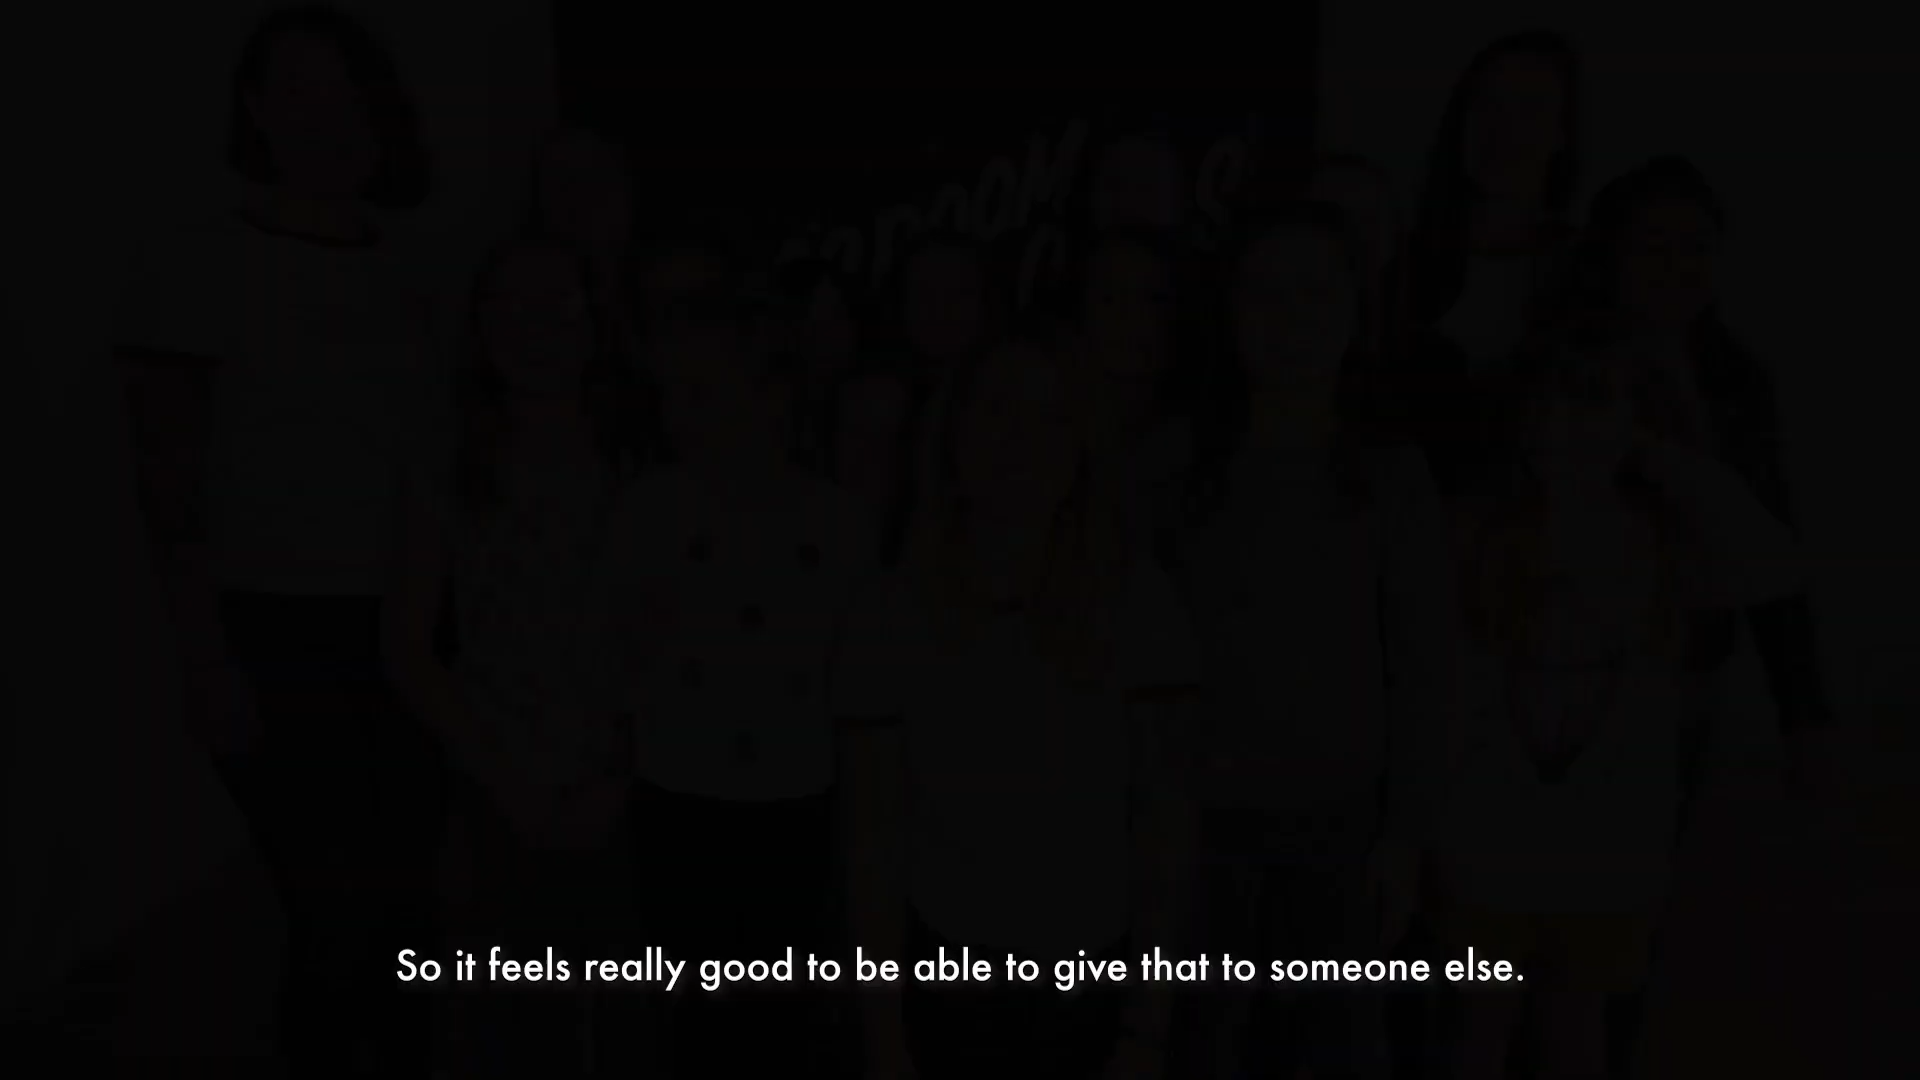 So it feels really good to be able to give that to someone else.